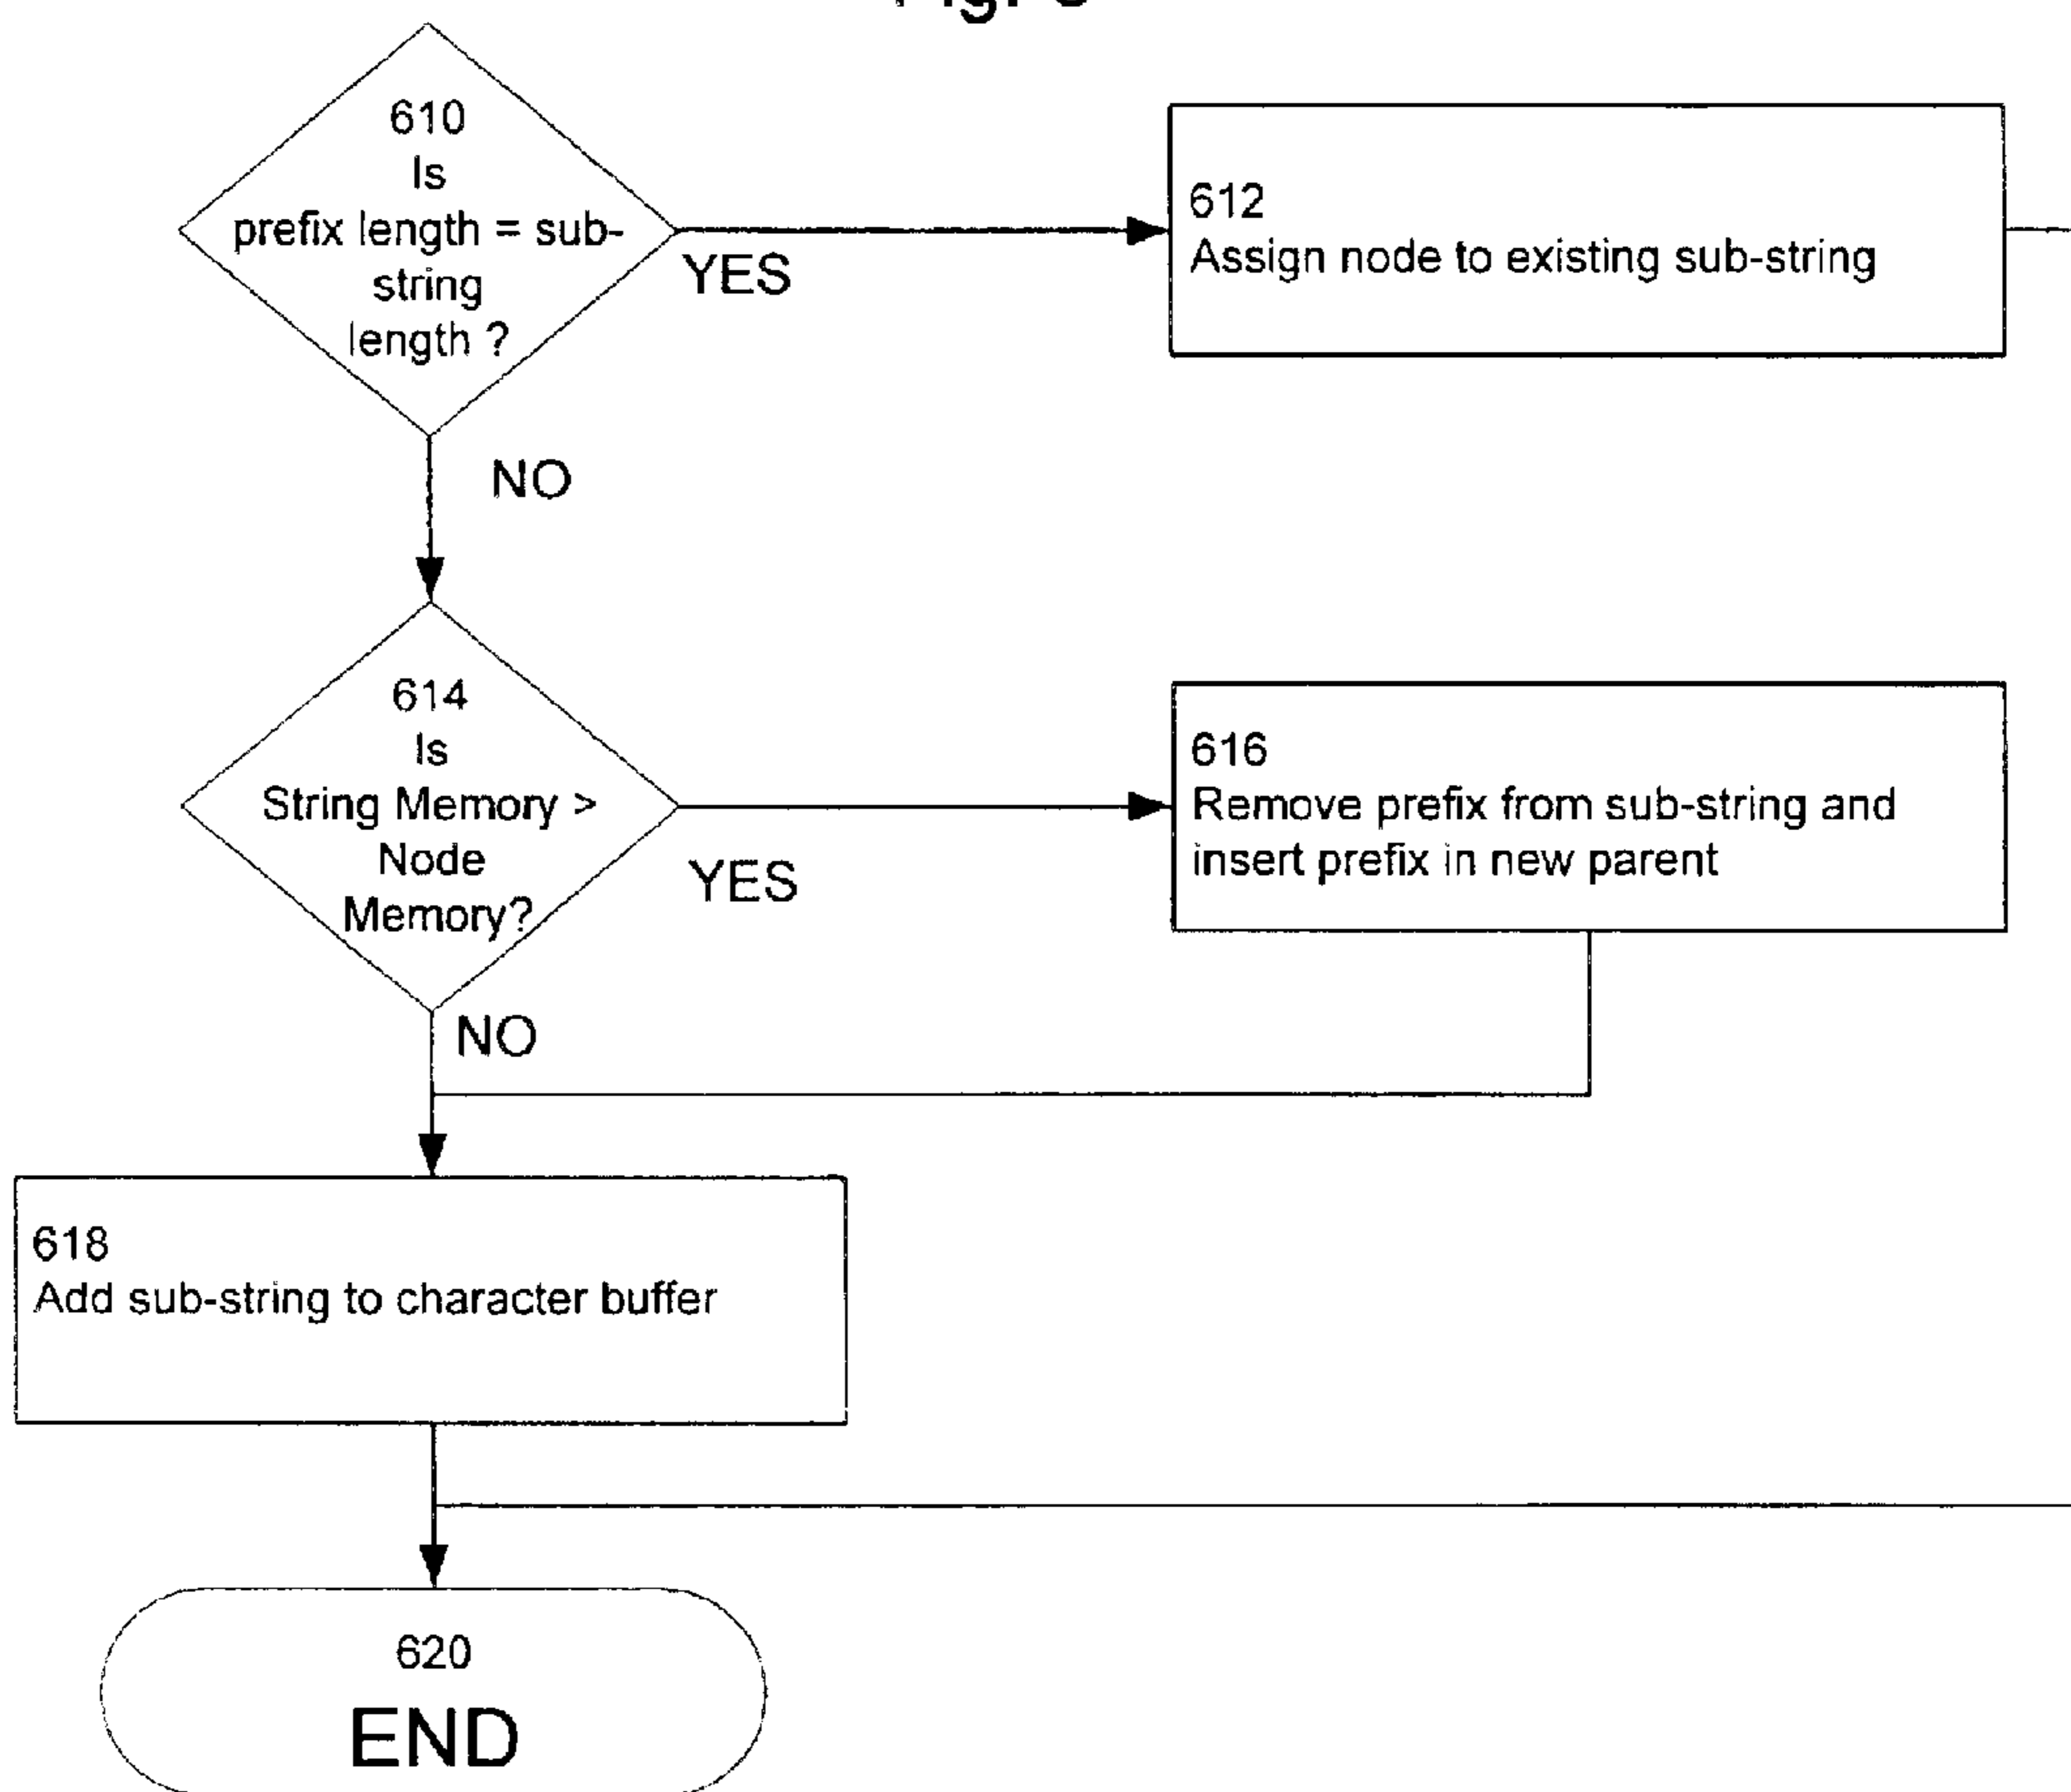 610
Is
prefix length = sub-
string
length ?
YES
612
Assign node to existing sub-string
NO
614
Is
String Memory >
Node
Memory?
YES
616
Remove prefix from sub-string and
insert prefix in new parent
NO
618
Add sub-string to character buffer
620
END